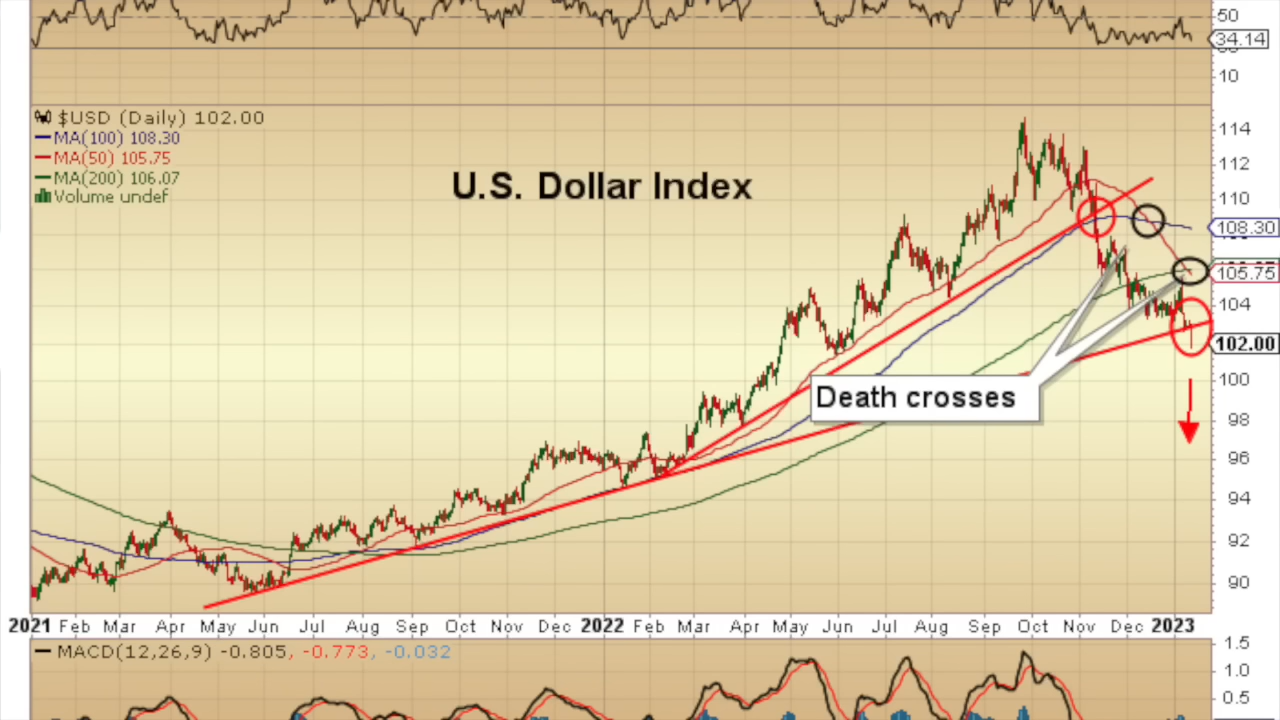 50
34.14
10
$USD (Daily) 102.00
MA(100) 108.30
MA(50) 105.75
MA(200) 106.07
Volume undef
U.S. Dollar Index
114
112
110
108.30
105.75
104
102.00
100
98
96
94
92
90
Death crosses
2021 Feb Mar Apr May Jun Jul Aug Sep Oct Nov Dec 2022 Feb Mar Apr May Jun Jul Aug Sep Oct Nov Dec 2023
MACD(12,26,9) -0.805, -0.773, -0.032
1.5
1.0
0.5